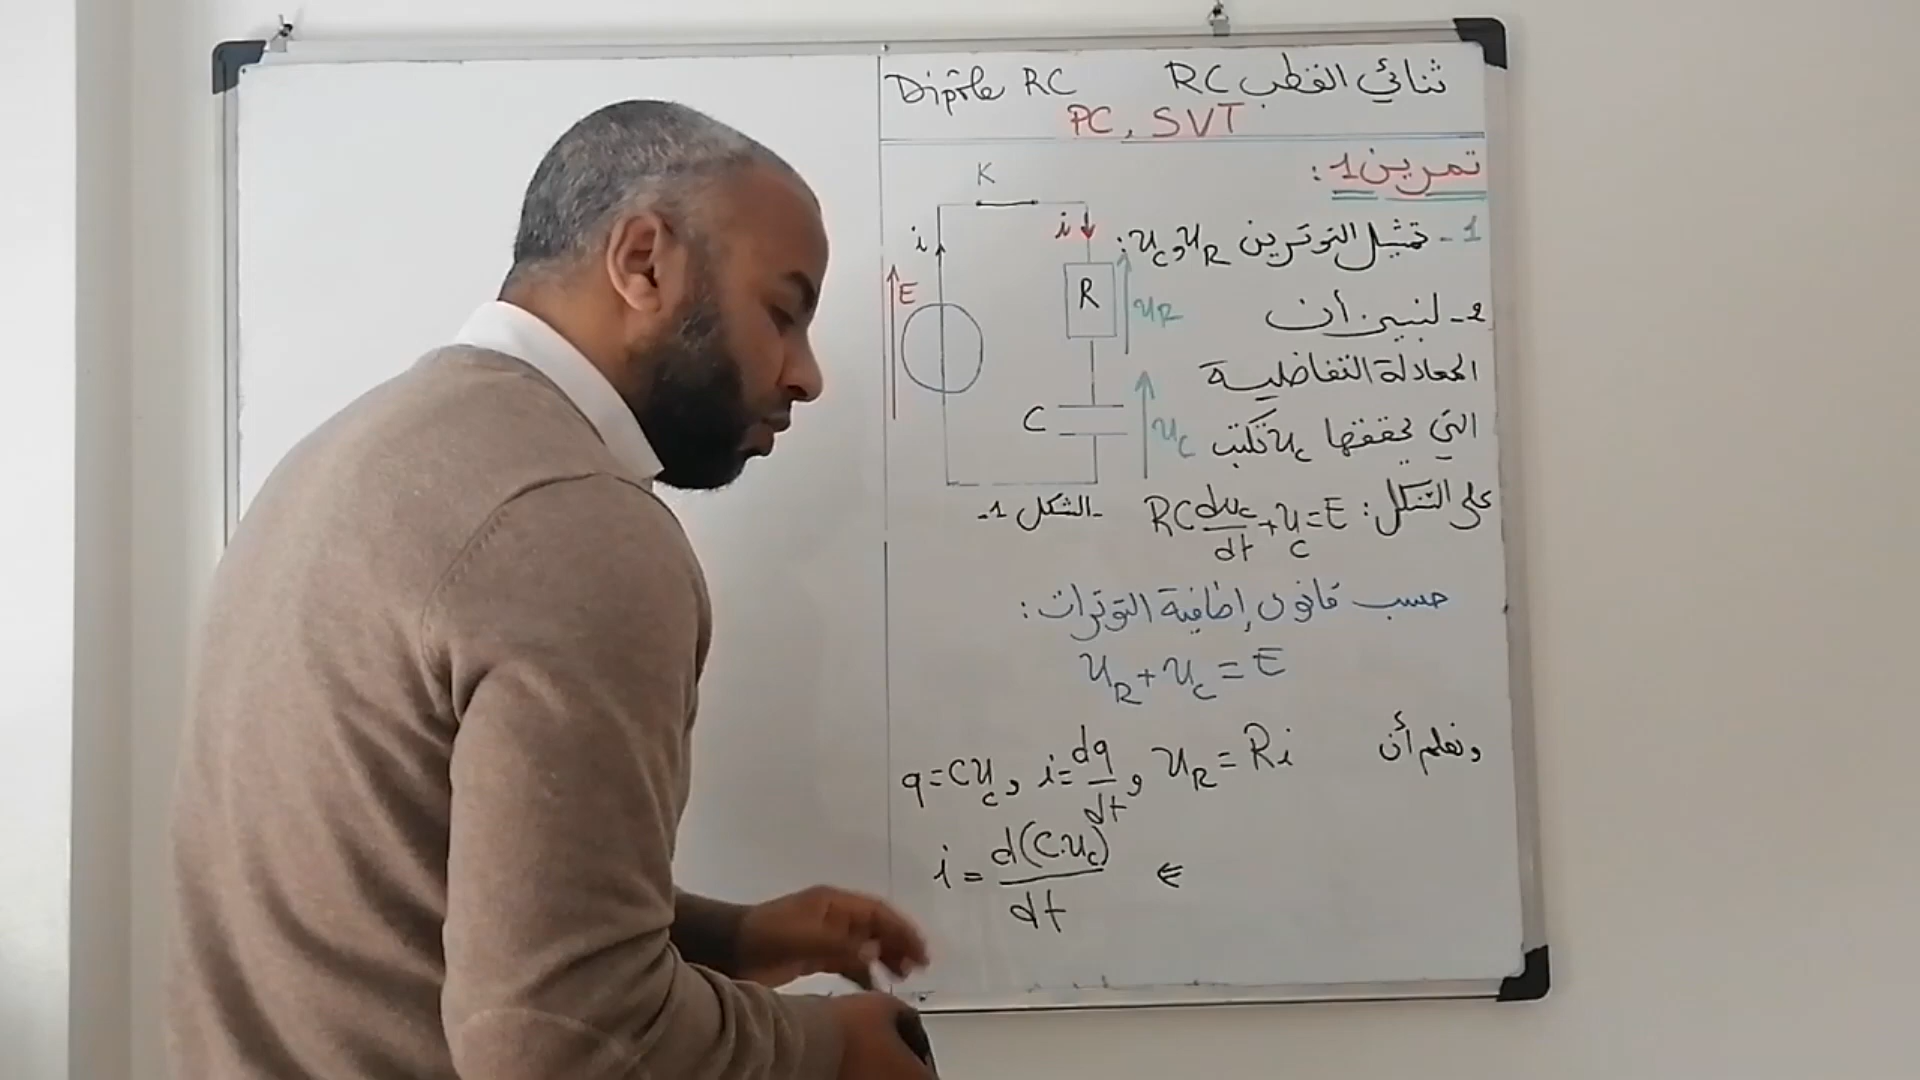 Dipôle RC ثنائي القطب RC
PC, SVT
تمرين 1 :
1 - تمثيل التوترين uR و uC :
2 - لنبين أن
المعادلة التفاضلية
التي يحققها uC تكتب
على الشكل : RC duC/dt + uC = E
K
i
i
E
R
uR
C
uC
- الشكل 1 -
حسب قانون إضافية التوترات :
uR + uC = E
ونعلم أن uR = Ri و i = dq/dt و q = CuC
⇐ i = d(C.uC)/dt